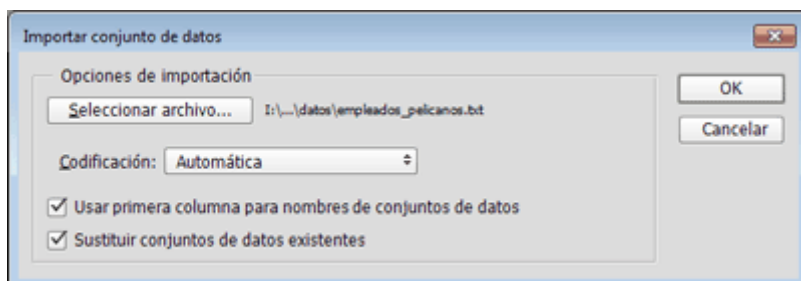 Importar conjunto de datos
Opciones de importación
Seleccionar archivo... I:\...\datos\empleados_pelicanos.txt
OK
Cancelar
Codificación: Automática
Usar primera columna para nombres de conjuntos de datos
Sustituir conjuntos de datos existentes